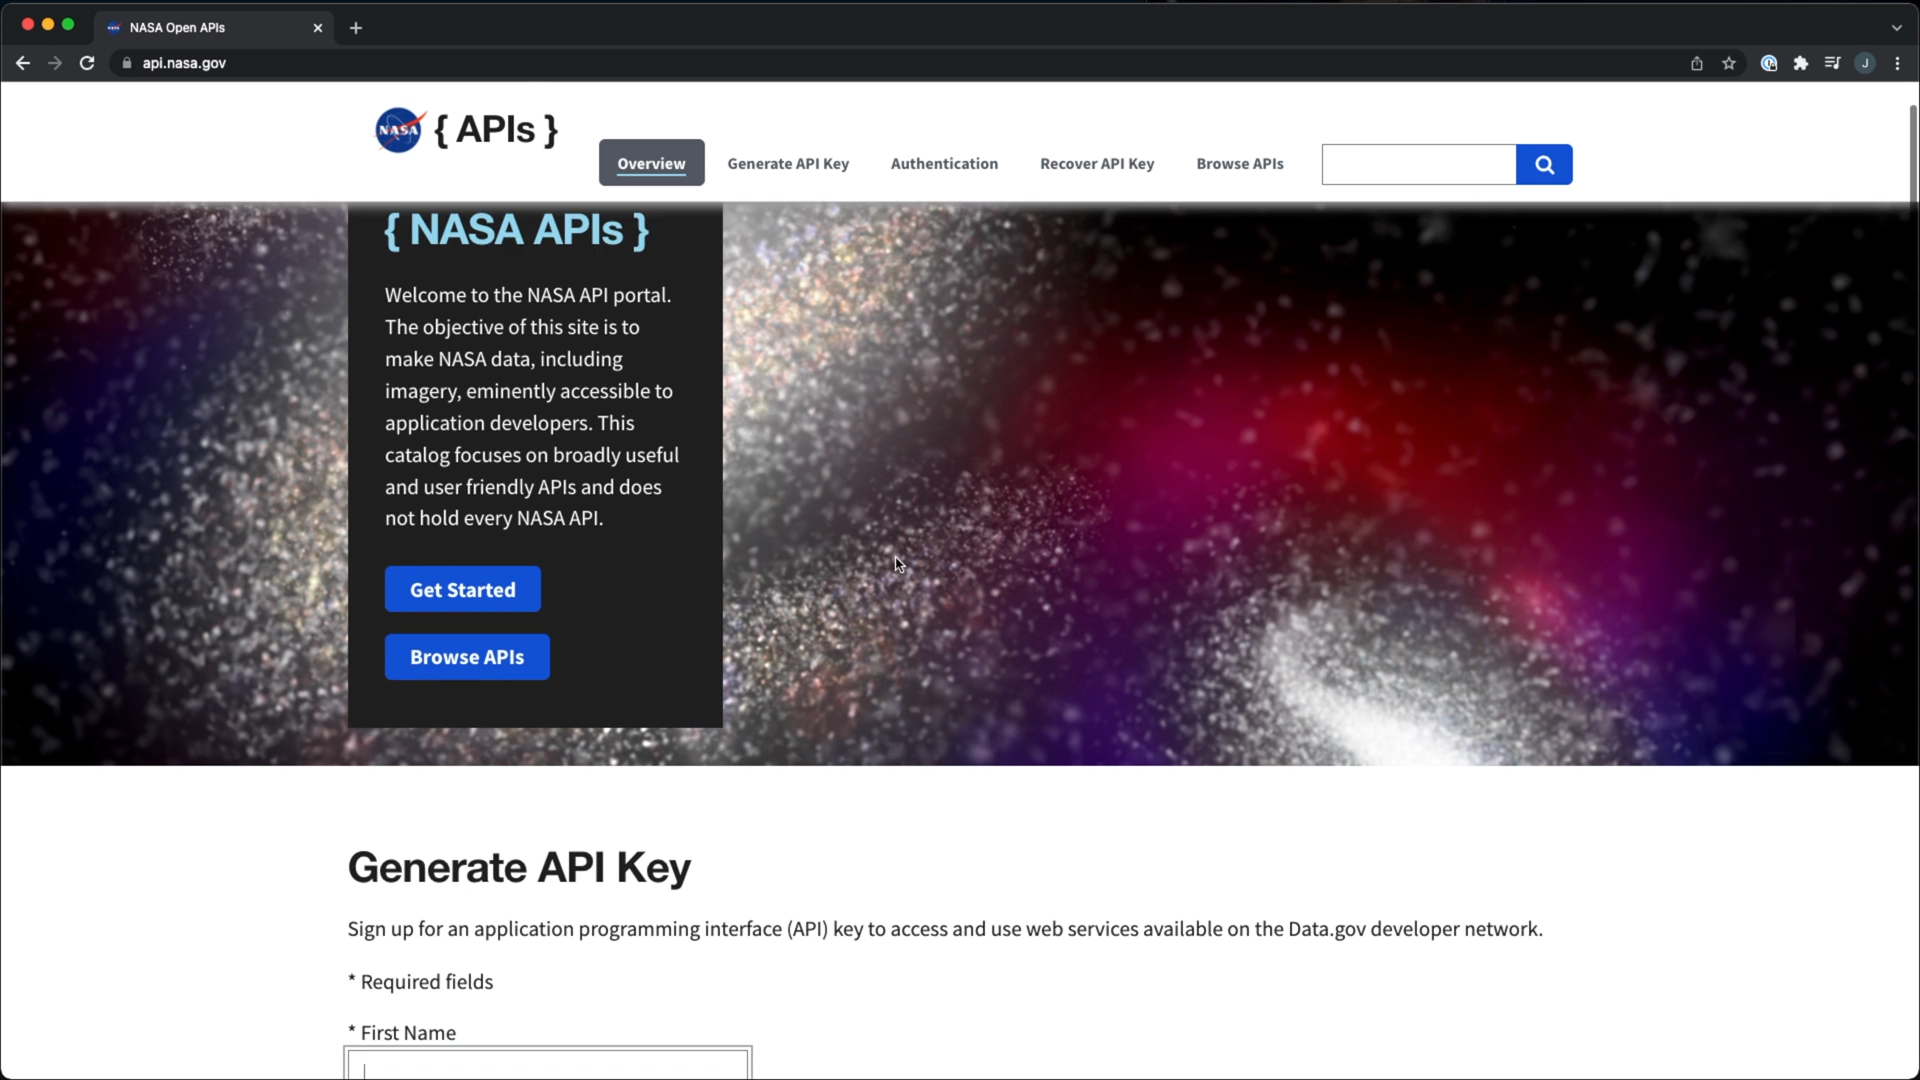 NASA Open APIs
api.nasa.gov
J
NASA
{ APIs }
Overview
Generate API Key
Authentication
Recover API Key
Browse APIs
{ NASA APIs }
Welcome to the NASA API portal.
The objective of this site is to
make NASA data, including
imagery, eminently accessible to
application developers. This
catalog focuses on broadly useful
and user friendly APIs and does
not hold every NASA API.
Get Started
Browse APIs
Generate API Key
Sign up for an application programming interface (API) key to access and use web services available on the Data.gov developer network.
* Required fields
* First Name